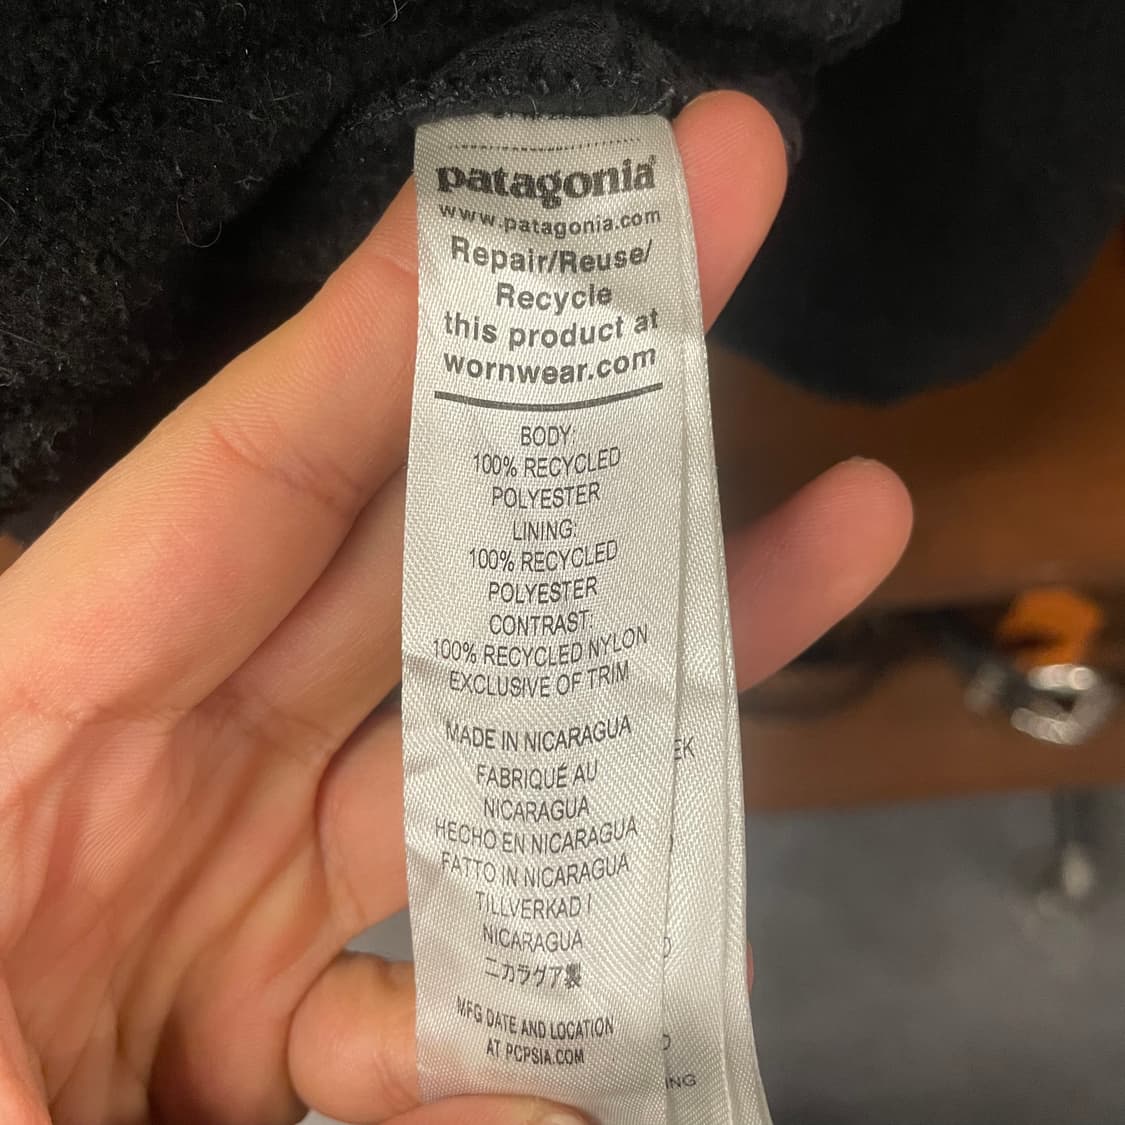 patagonia®
www.patagonia.com
Repair/Reuse/
Recycle
this product at
wornwear.com
BODY:
100% RECYCLED
POLYESTER
LINING:
100% RECYCLED
POLYESTER
CONTRAST:
100% RECYCLED NYLON
EXCLUSIVE OF TRIM
MADE IN NICARAGUA
FABRIQUÉ AU
NICARAGUA
HECHO EN NICARAGUA
FATTO IN NICARAGUA
TILLVERKAD I
NICARAGUA
ニカラグア製
MFG DATE AND LOCATION
AT PCPSIA.COM